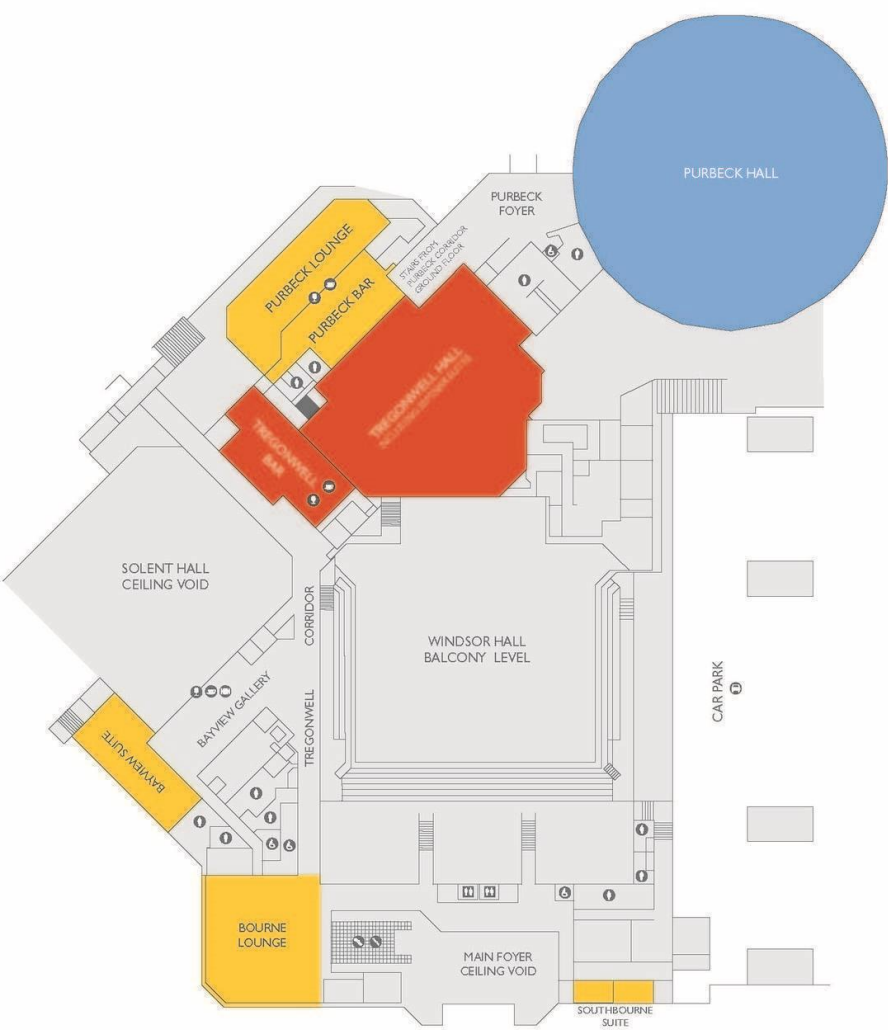 PURBECK HALL
PURBECK
FOYER
STAIRS FROM
PURBECK CORRIDOR
GROUND FLOOR
PURBECK LOUNGE
PURBECK BAR
TREGONWELL HALL
TREGONWELL
BAR
SOLENT HALL
CEILING VOID
CORRIDOR
WINDSOR HALL
BALCONY LEVEL
CAR PARK
BAYVIEW GALLERY
TREGONWELL
BAYVIEW SUITE
BOURNE
LOUNGE
MAIN FOYER
CEILING VOID
SOUTHBOURNE
SUITE